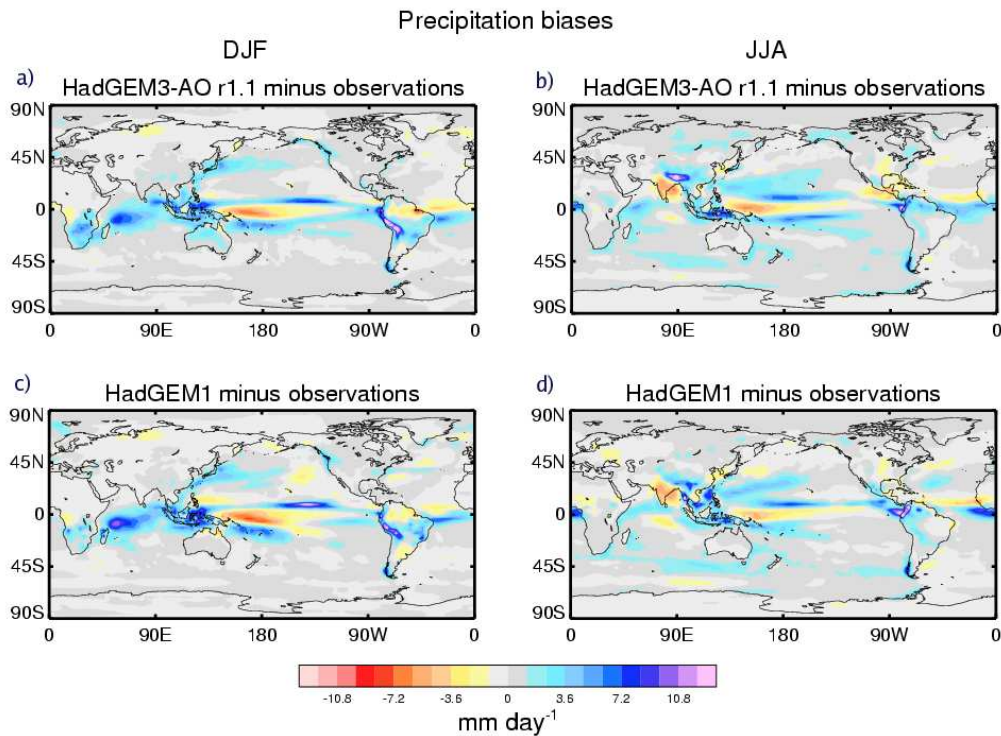 Precipitation biases
DJF
JJA
a)
HadGEM3-AO r1.1 minus observations
90N
45N
0
45S
90S
0 90E 180 90W 0
b)
HadGEM3-AO r1.1 minus observations
90N
45N
0
45S
90S
0 90E 180 90W 0
c)
HadGEM1 minus observations
90N
45N
0
45S
90S
0 90E 180 90W 0
d)
HadGEM1 minus observations
90N
45N
0
45S
90S
0 90E 180 90W 0
-10.8 -7.2 -3.6 0 3.6 7.2 10.8
mm day⁻¹